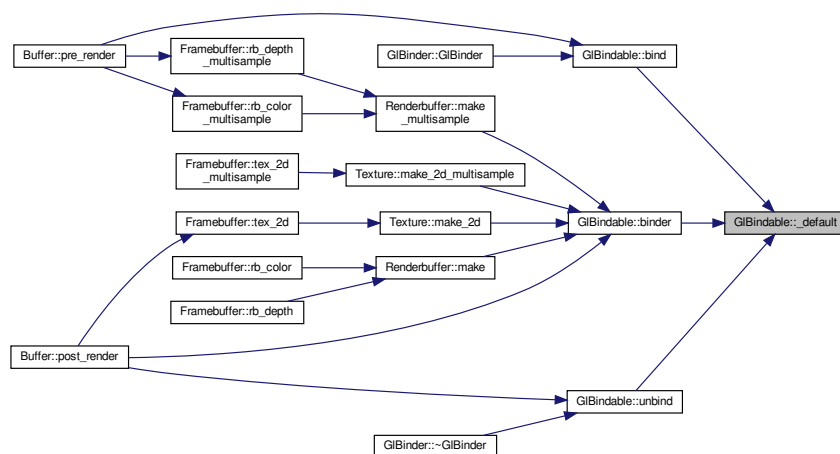 Buffer::pre_render
Framebuffer::rb_depth
_multisample
GlBinder::GlBinder
GlBindable::bind
Framebuffer::rb_color
_multisample
Renderbuffer::make
_multisample
Framebuffer::tex_2d
_multisample
Texture::make_2d_multisample
Framebuffer::tex_2d
Texture::make_2d
GlBindable::binder
GlBindable::_default
Framebuffer::rb_color
Renderbuffer::make
Framebuffer::rb_depth
Buffer::post_render
GlBindable::unbind
GlBinder::~GlBinder